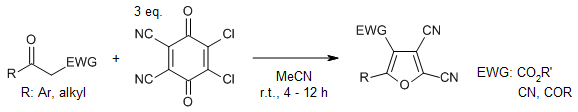 3 eq.
O
EWG
R
R: Ar, alkyl
+
O
NC
Cl
NC
Cl
O
MeCN
r.t., 4 - 12 h
EWG
CN
R
O
CN
EWG: CO2R'
CN, COR